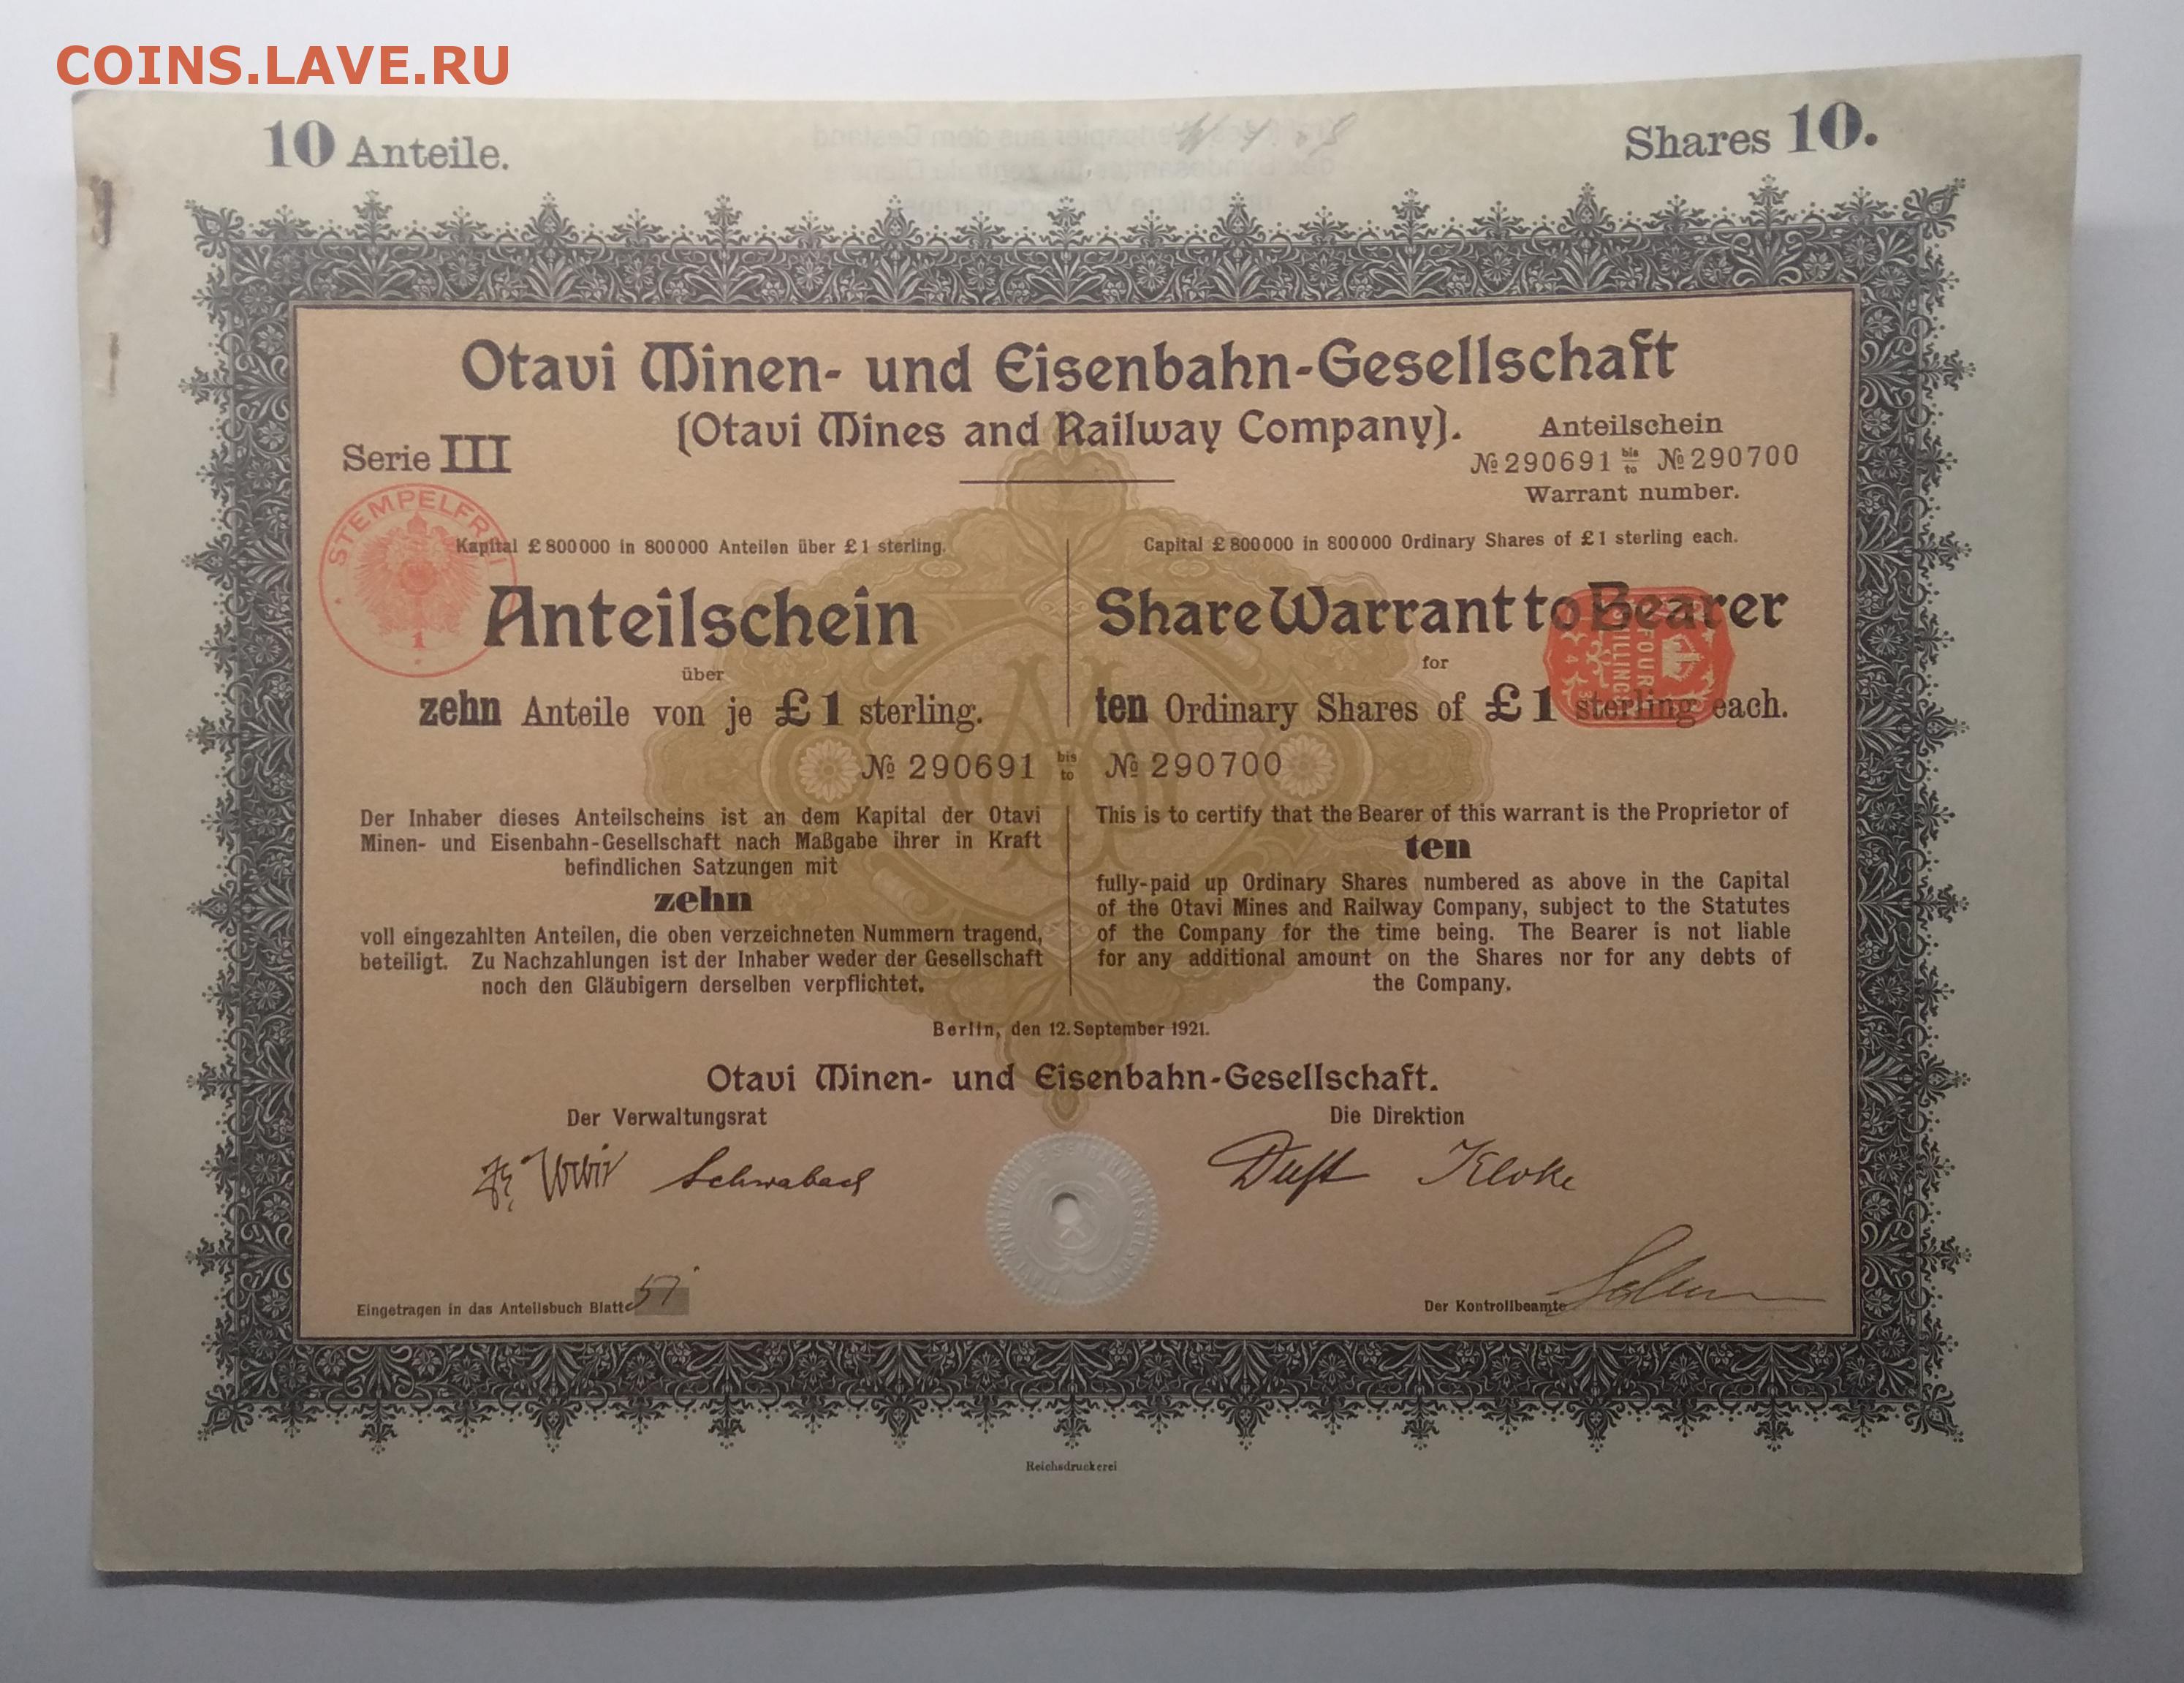 COINS.LAVE.RU
10 Anteile.
Shares 10.
Otavi Minen- und Eisenbahn-Gesellschaft
(Otavi Mines and Railway Company).
Serie III
Anteilschein
№ 290691 bis to № 290700
Warrant number.
STEMPELFREI
1
Kapital £ 800000 in 800000 Anteilen über £ 1 sterling.
Anteilschein
über
zehn Anteile von je £ 1 sterling.
Capital £ 800000 in 800000 Ordinary Shares of £ 1 sterling each.
Share Warrant to Bearer
for
ten Ordinary Shares of £ 1 sterling each.
FOUR
SHILLINGS
№ 290691 bis to № 290700
Der Inhaber dieses Anteilscheins ist an dem Kapital der Otavi
Minen- und Eisenbahn-Gesellschaft nach Maßgabe ihrer in Kraft
befindlichen Satzungen mit
zehn
voll eingezahlten Anteilen, die oben verzeichneten Nummern tragend,
beteiligt. Zu Nachzahlungen ist der Inhaber weder der Gesellschaft
noch den Gläubigern derselben verpflichtet.
This is to certify that the Bearer of this warrant is the Proprietor of
ten
fully-paid up Ordinary Shares numbered as above in the Capital
of the Otavi Mines and Railway Company, subject to the Statutes
of the Company for the time being. The Bearer is not liable
for any additional amount on the Shares nor for any debts of
the Company.
Berlin, den 12. September 1921.
Otavi Minen- und Eisenbahn-Gesellschaft.
Der Verwaltungsrat
Die Direktion
Schwabach
Kloke
Eingetragen in das Anteilsbuch Blatt 51
Der Kontrollbeamte
Reichsdruckerei